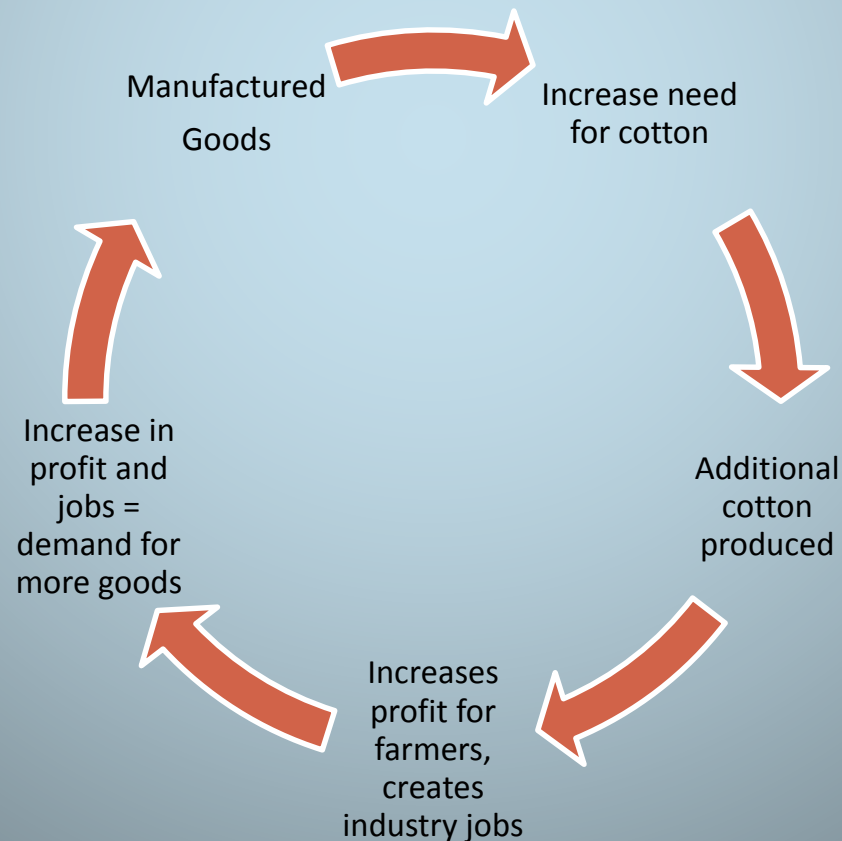 Manufactured
Goods
Increase need
for cotton
Additional
cotton
produced
Increases
profit for
farmers,
creates
industry jobs
Increase in
profit and
jobs =
demand for
more goods